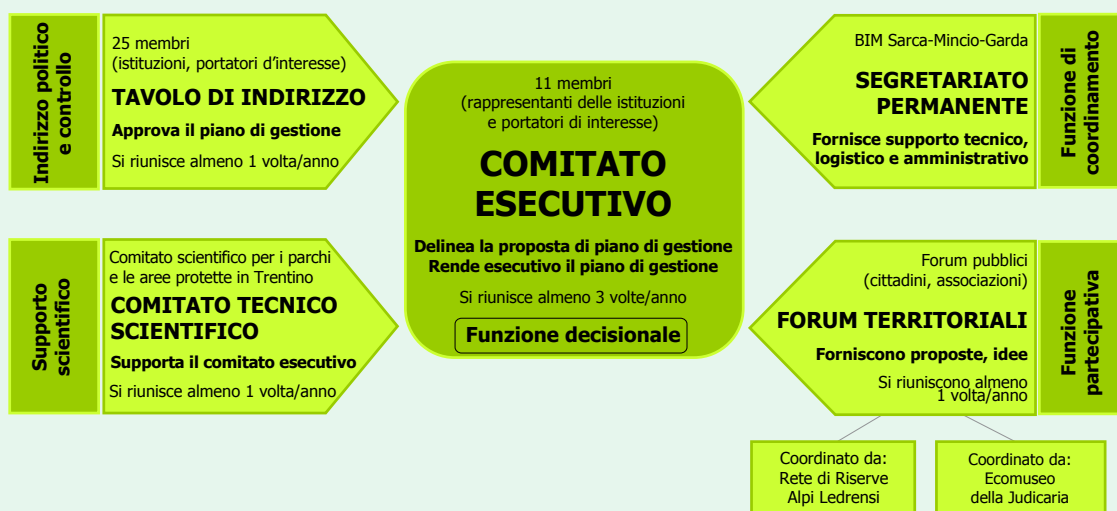 Indirizzo politico
e controllo
25 membri
(istituzioni, portatori d'interesse)
TAVOLO DI INDIRIZZO
Approva il piano di gestione
Si riunisce almeno 1 volta/anno
Supporto
scientifico
Comitato scientifico per i parchi
e le aree protette in Trentino
COMITATO TECNICO
SCIENTIFICO
Supporta il comitato esecutivo
Si riunisce almeno 1 volta/anno
11 membri
(rappresentanti delle istituzioni
e portatori di interesse)
COMITATO
ESECUTIVO
Delinea la proposta di piano di gestione
Rende esecutivo il piano di gestione
Si riunisce almeno 3 volte/anno
Funzione decisionale
BIM Sarca-Mincio-Garda
SEGRETARIATO
PERMANENTE
Fornisce supporto tecnico,
logistico e amministrativo
Funzione di
coordinamento
Forum pubblici
(cittadini, associazioni)
FORUM TERRITORIALI
Forniscono proposte, idee
Si riuniscono almeno
1 volta/anno
Funzione
partecipativa
Coordinato da:
Rete di Riserve
Alpi Ledrensi
Coordinato da:
Ecomuseo
della Judicaria